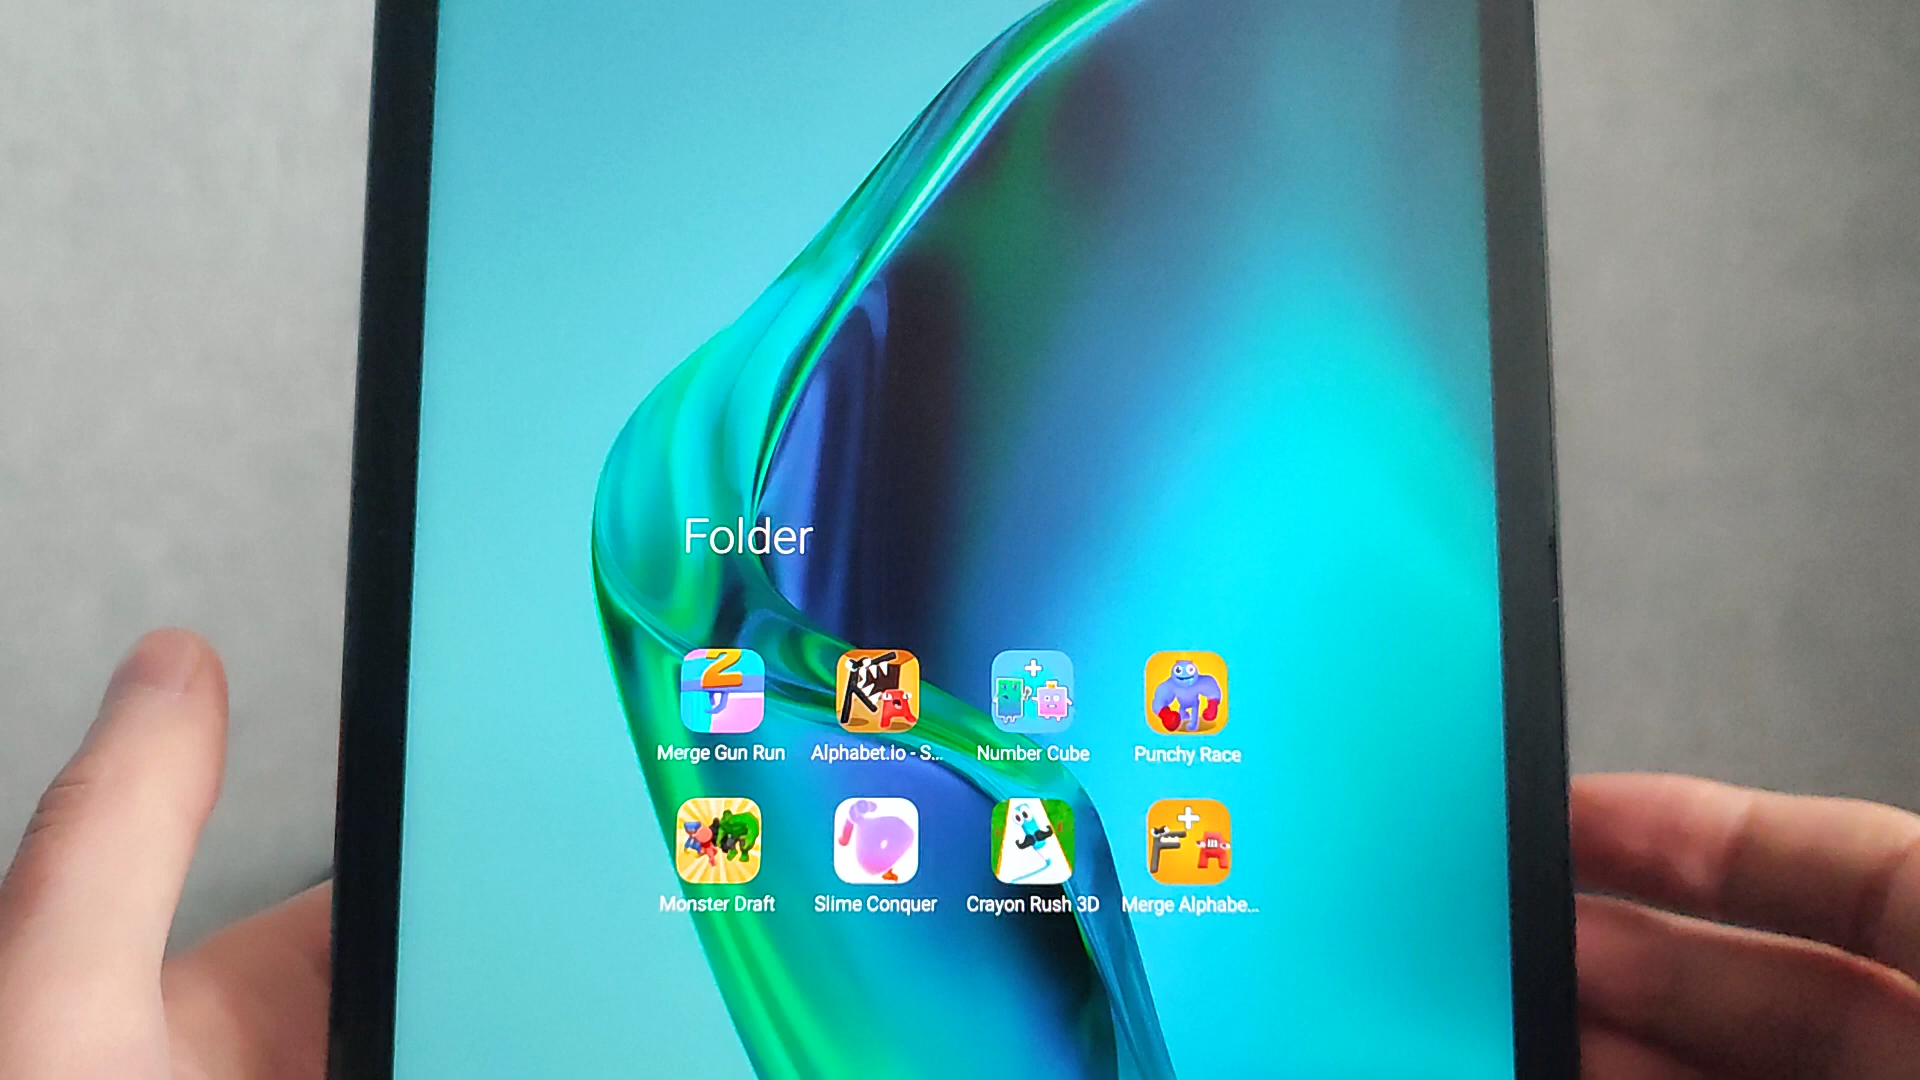 Folder
2
Merge Gun Run
Alphabet.io - S...
Number Cube
Punchy Race
Monster Draft
Slime Conquer
Crayon Rush 3D
Merge Alphabe...